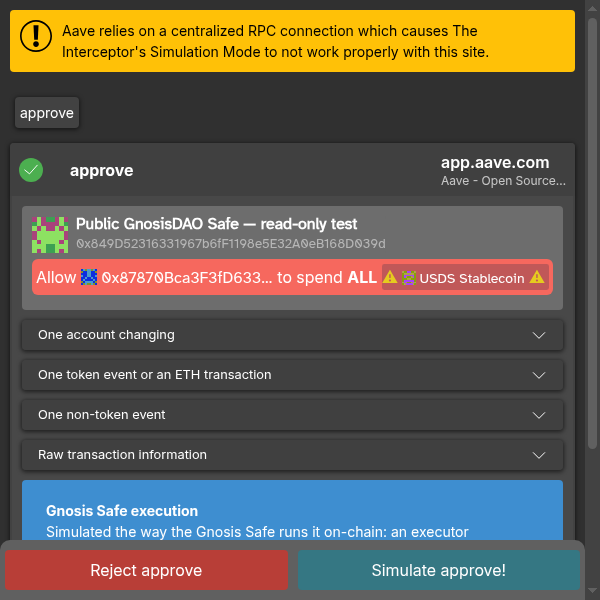 Aave relies on a centralized RPC connection which causes The
Interceptor's Simulation Mode to not work properly with this site.
approve
approve
app.aave.com
Aave - Open Source...
Public GnosisDAO Safe — read-only test
0x849D52316331967b6fF1198e5E32A0eB168D039d
Allow 0x87870Bca3F3fD633... to spend ALL USDS Stablecoin
One account changing
One token event or an ETH transaction
One non-token event
Raw transaction information
Gnosis Safe execution
Simulated the way the Gnosis Safe runs it on-chain: an executor
Reject approve
Simulate approve!